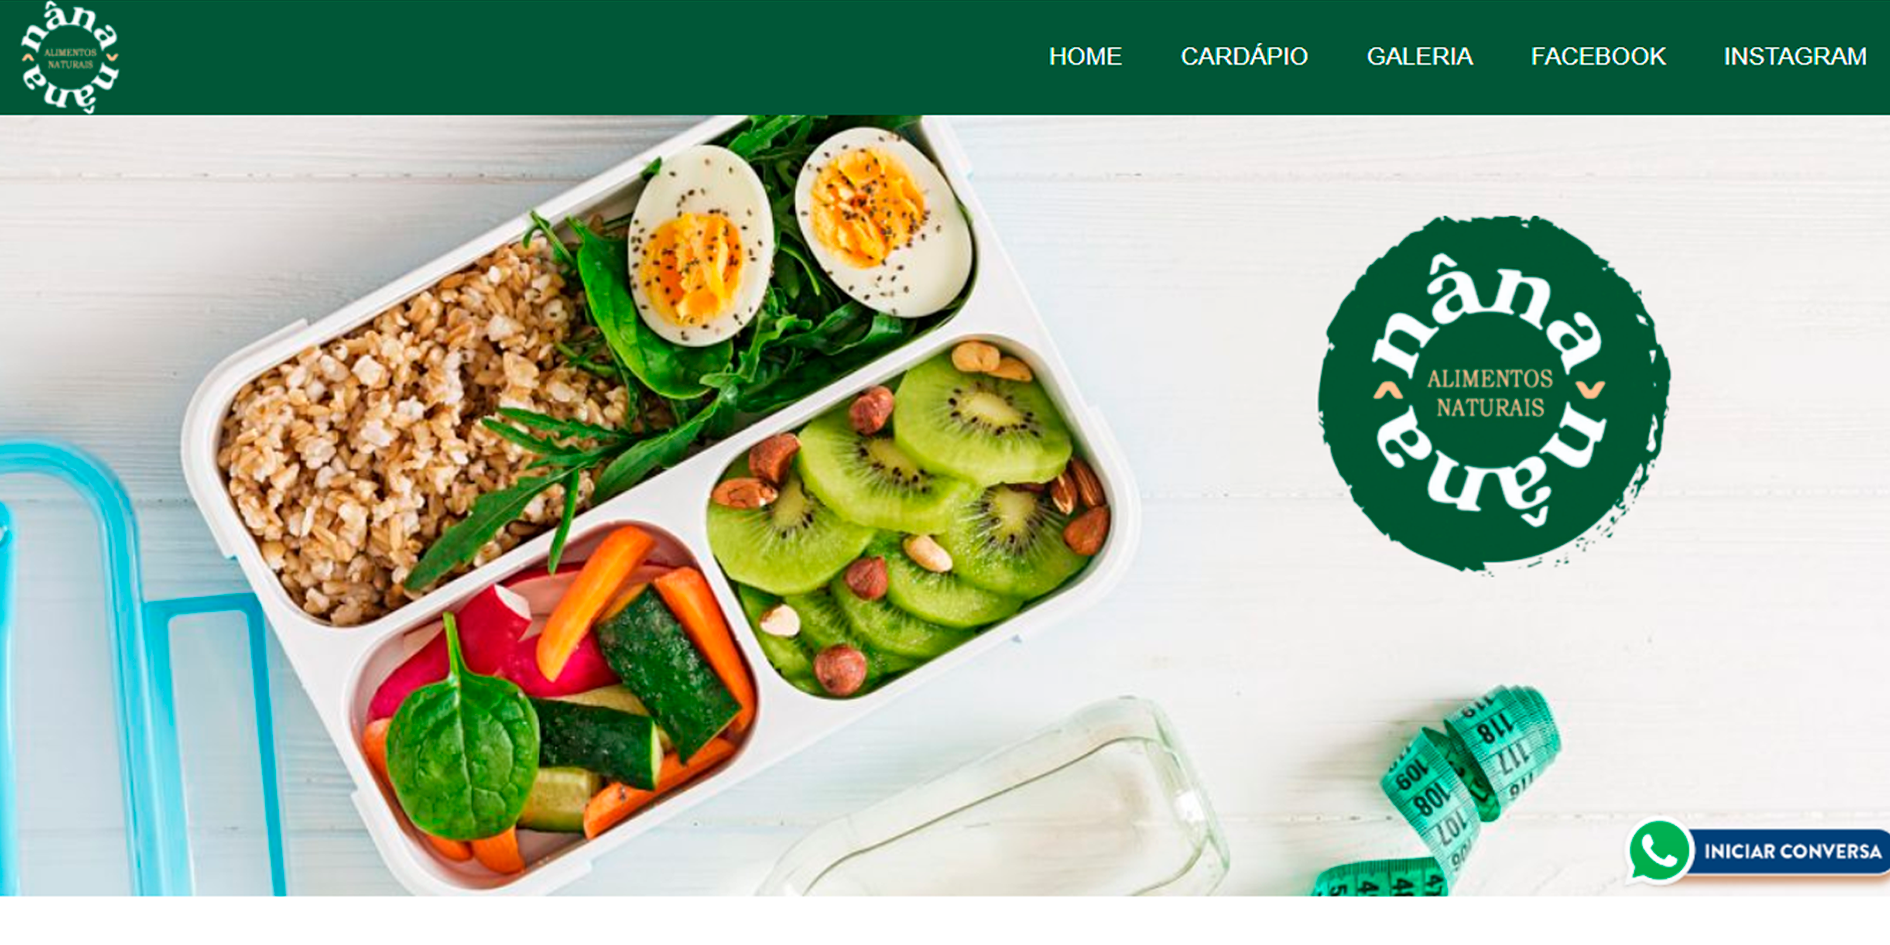 nâna
ALIMENTOS
NATURAIS
nâna
HOME
CARDÁPIO
GALERIA
FACEBOOK
INSTAGRAM
nâna
ALIMENTOS
NATURAIS
nâna
118
117
109
108
107
INICIAR CONVERSA